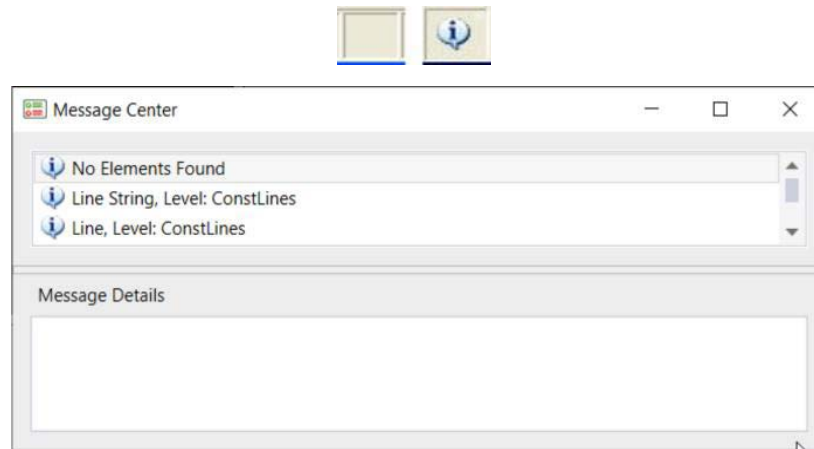 Message Center
No Elements Found
Line String, Level: ConstLines
Line, Level: ConstLines
Message Details